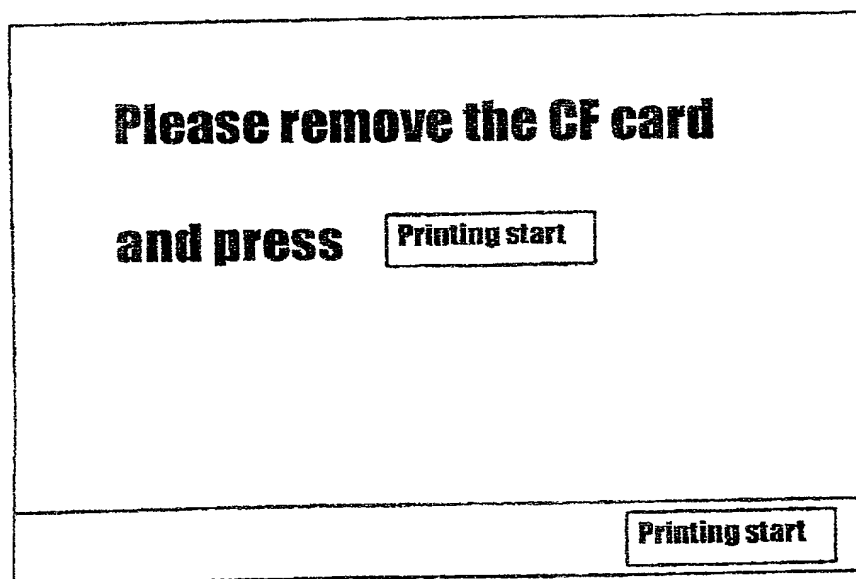 Please remove the CF card
and press Printing start
Printing start